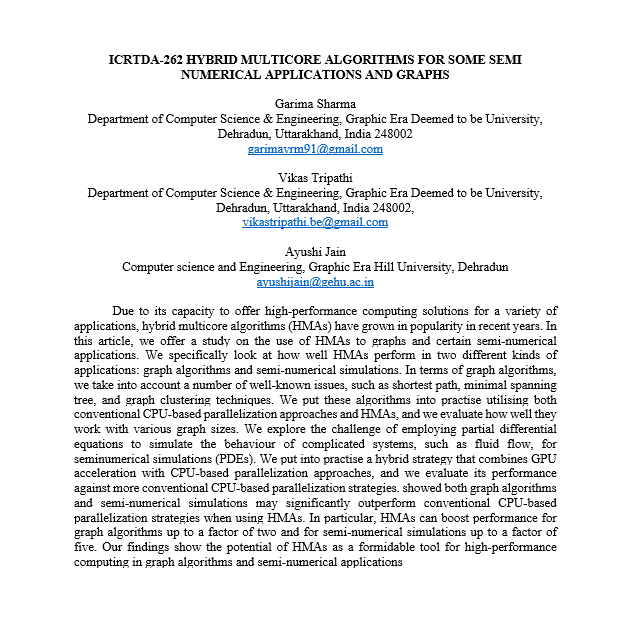 ICRTDA-262 HYBRID MULTICORE ALGORITHMS FOR SOME SEMI
NUMERICAL APPLICATIONS AND GRAPHS
Garima Sharma
Department of Computer Science & Engineering, Graphic Era Deemed to be University,
Dehradun, Uttarakhand, India 248002
garimavrm91@gmail.com
Vikas Tripathi
Department of Computer Science & Engineering, Graphic Era Deemed to be University,
Dehradun, Uttarakhand, India 248002,
vikastripathi.be@gmail.com
Ayushi Jain
Computer science and Engineering, Graphic Era Hill University, Dehradun
ayushijain@gehu.ac.in
Due to its capacity to offer high-performance computing solutions for a variety of
applications, hybrid multicore algorithms (HMAs) have grown in popularity in recent years. In
this article, we offer a study on the use of HMAs to graphs and certain semi-numerical
applications. We specifically look at how well HMAs perform in two different kinds of
applications: graph algorithms and semi-numerical simulations. In terms of graph algorithms,
we take into account a number of well-known issues, such as shortest path, minimal spanning
tree, and graph clustering techniques. We put these algorithms into practise utilising both
conventional CPU-based parallelization approaches and HMAs, and we evaluate how well they
work with various graph sizes. We explore the challenge of employing partial differential
equations to simulate the behaviour of complicated systems, such as fluid flow, for
seminumerical simulations (PDEs). We put into practise a hybrid strategy that combines GPU
acceleration with CPU-based parallelization approaches, and we evaluate its performance
against more conventional CPU-based parallelization strategies. showed both graph algorithms
and semi-numerical simulations may significantly outperform conventional CPU-based
parallelization strategies when using HMAs. In particular, HMAs can boost performance for
graph algorithms up to a factor of two and for semi-numerical simulations up to a factor of
five. Our findings show the potential of HMAs as a formidable tool for high-performance
computing in graph algorithms and semi-numerical applications